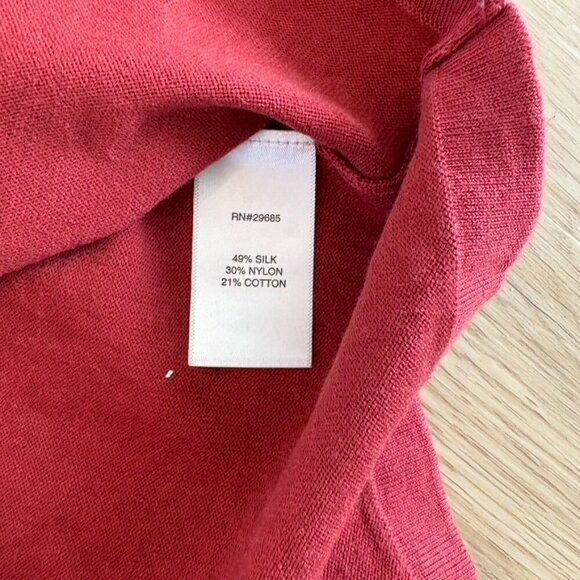 RN#29685
49% SILK
30% NYLON
21% COTTON